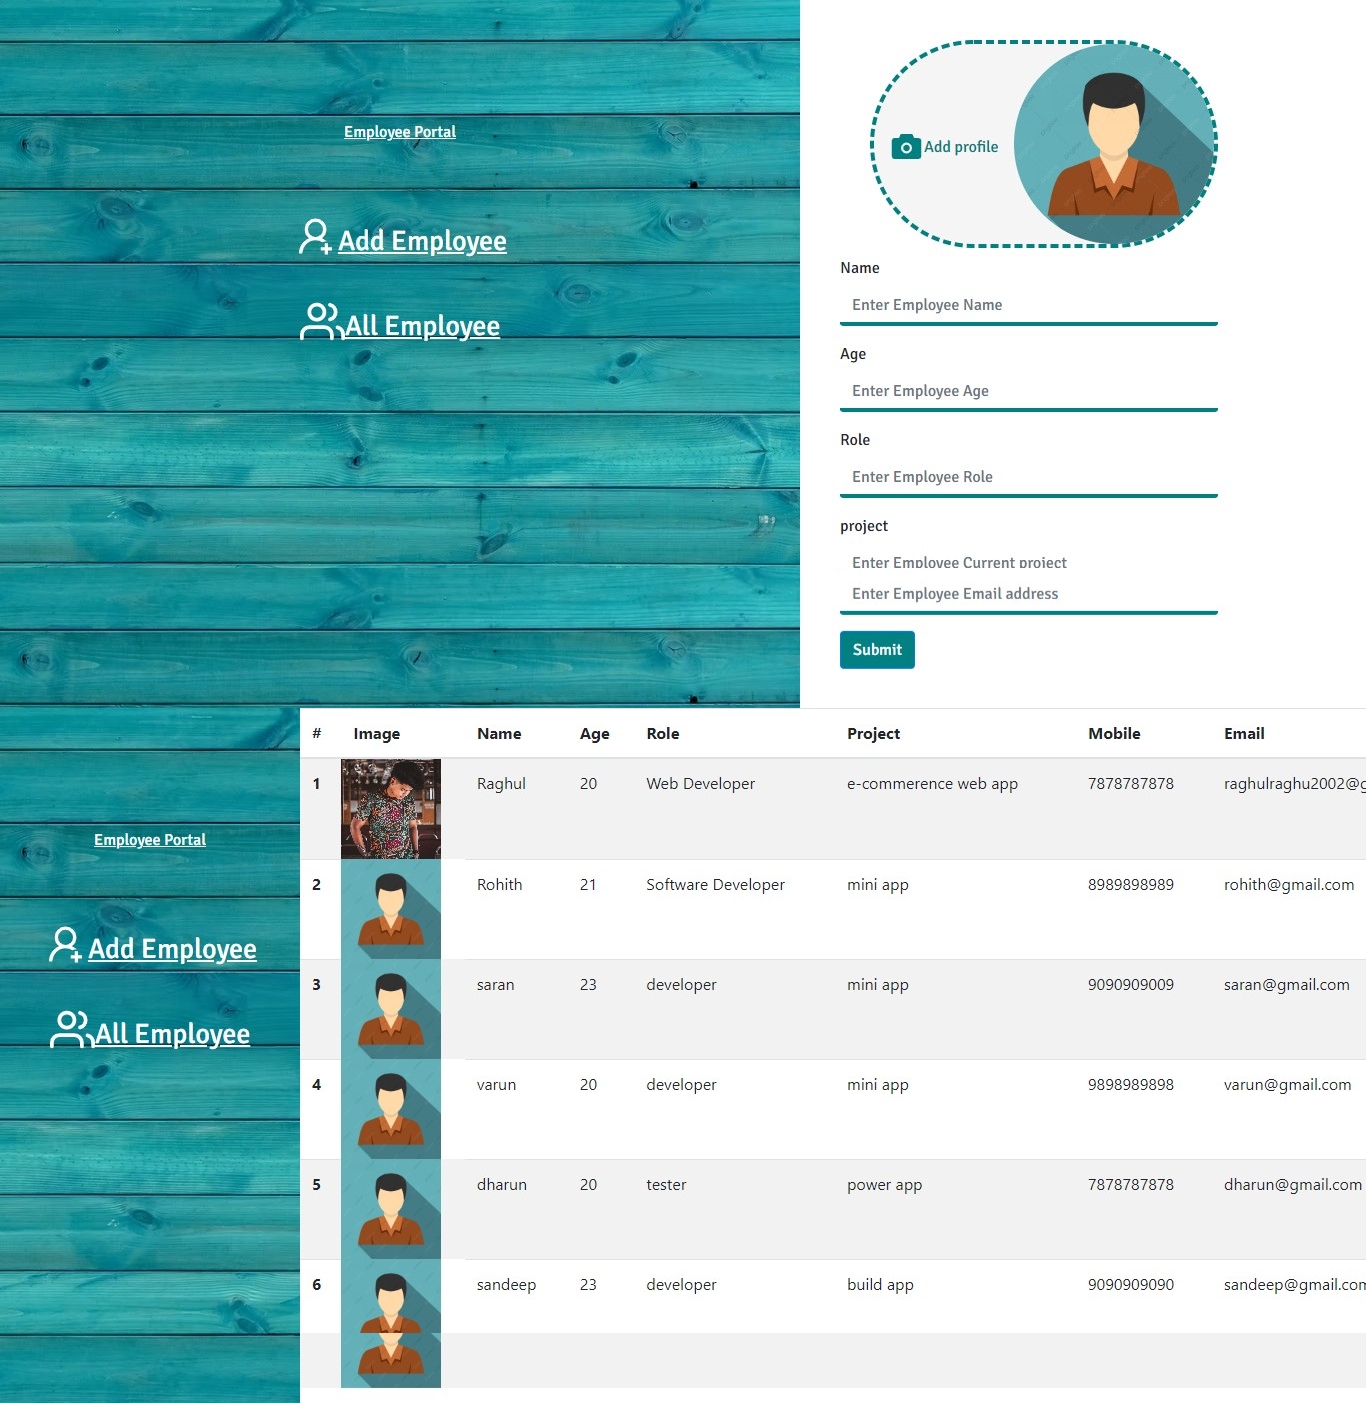 Employee Portal
Add Employee
All Employee
Add profile
Name
Enter Employee Name
Age
Enter Employee Age
Role
Enter Employee Role
project
Enter Employee Current project
Enter Employee Email address
Submit
Employee Portal
Add Employee
All Employee
# Image Name Age Role Project Mobile Email
1 Raghul 20 Web Developer e-commerence web app 7878787878 raghulraghu2002@g
2 Rohith 21 Software Developer mini app 8989898989 rohith@gmail.com
3 saran 23 developer mini app 9090909009 saran@gmail.com
4 varun 20 developer mini app 9898989898 varun@gmail.com
5 dharun 20 tester power app 7878787878 dharun@gmail.com
6 sandeep 23 developer build app 9090909090 sandeep@gmail.com